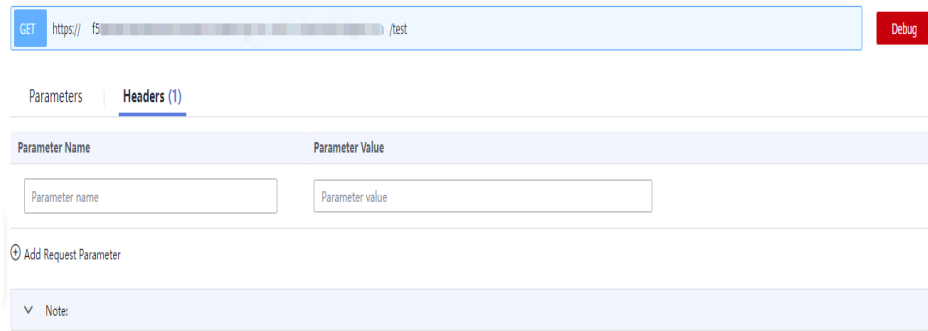 GET https:// f5 /test Debug
Parameters Headers (1)
Parameter Name Parameter Value
Parameter name Parameter value
Add Request Parameter
Note: